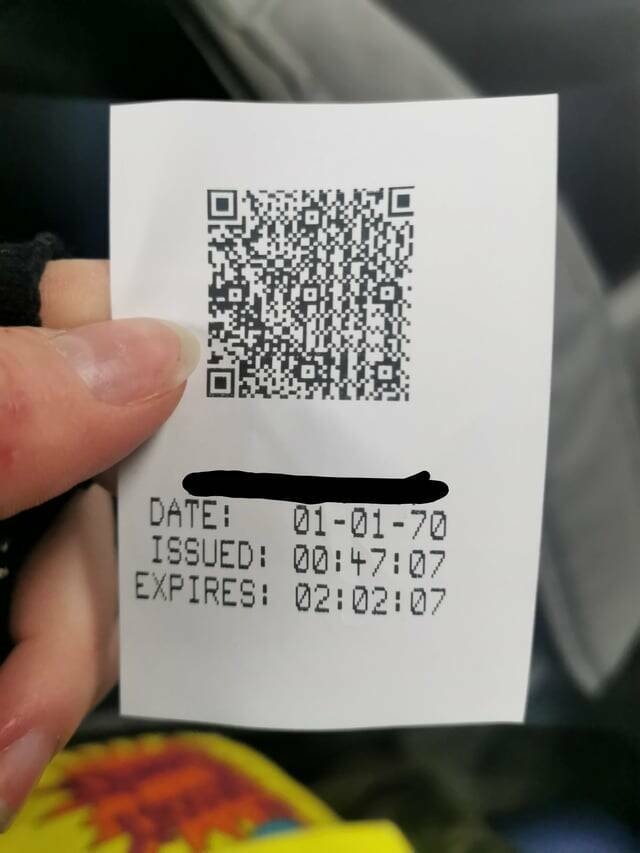 DATE: 01-01-70
ISSUED: 00:47:07
EXPIRES: 02:02:07